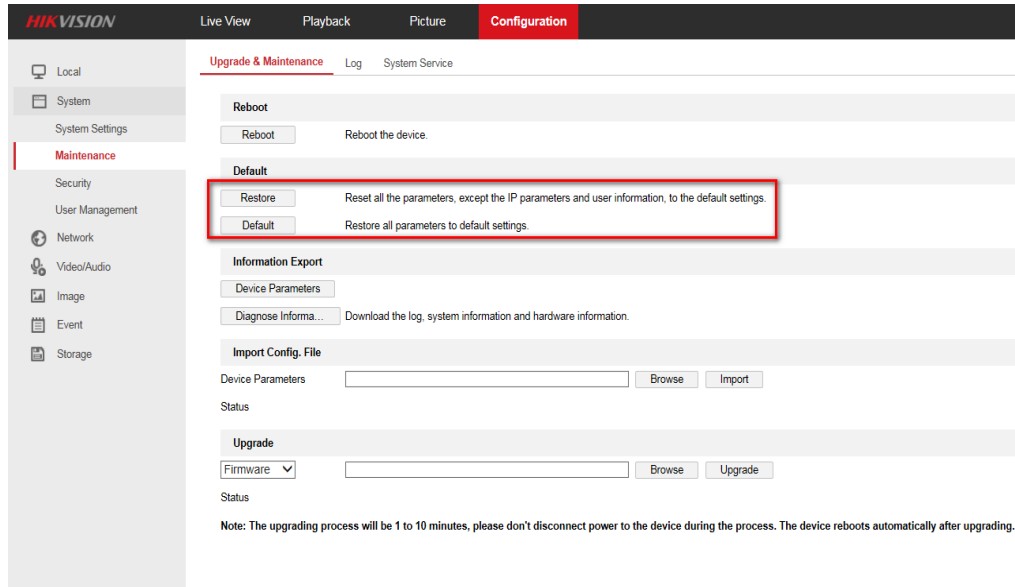 HIKVISION Live View Playback Picture Configuration
Local
System
System Settings
Maintenance
Security
User Management
Network
Video/Audio
Image
Event
Storage
Upgrade & Maintenance Log System Service
Reboot
Reboot Reboot the device.
Default
Restore Reset all the parameters, except the IP parameters and user information, to the default settings.
Default Restore all parameters to default settings.
Information Export
Device Parameters
Diagnose Informa... Download the log, system information and hardware information.
Import Config. File
Device Parameters Browse Import
Status
Upgrade
Firmware Browse Upgrade
Status
Note: The upgrading process will be 1 to 10 minutes, please don't disconnect power to the device during the process. The device reboots automatically after upgrading.